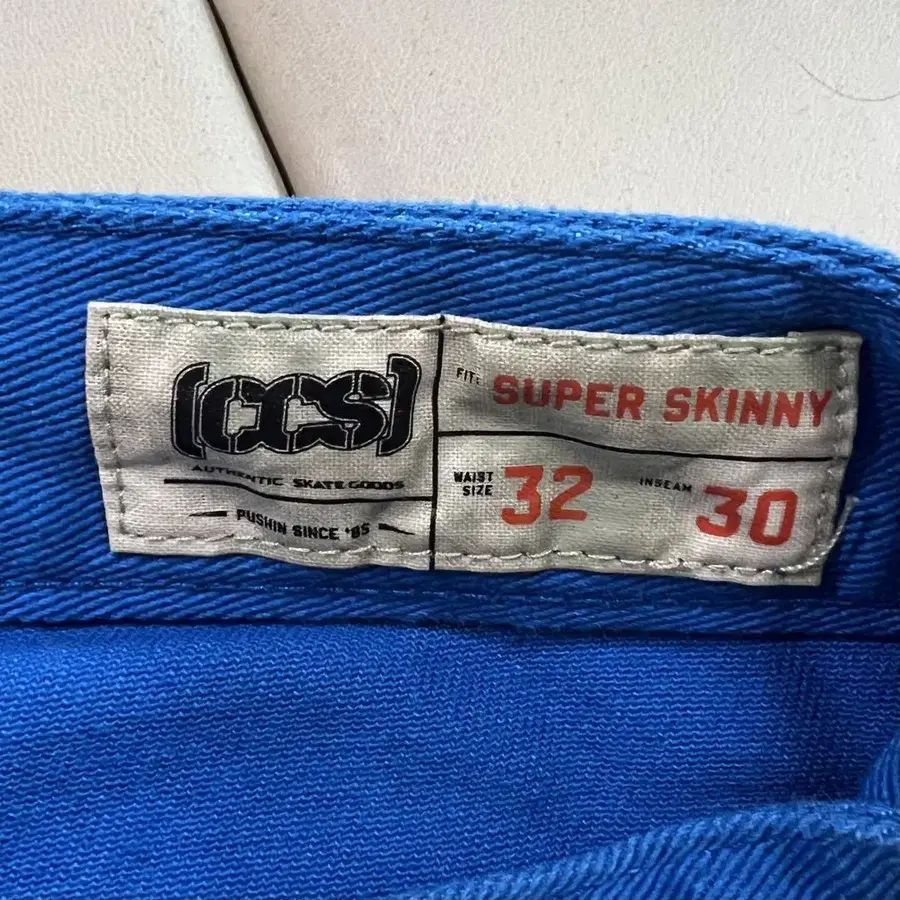 [CCS]
AUTHENTIC SKATE GOODS
PUSHIN SINCE '85
FIT: SUPER SKINNY
WAIST SIZE 32
INSEAM 30